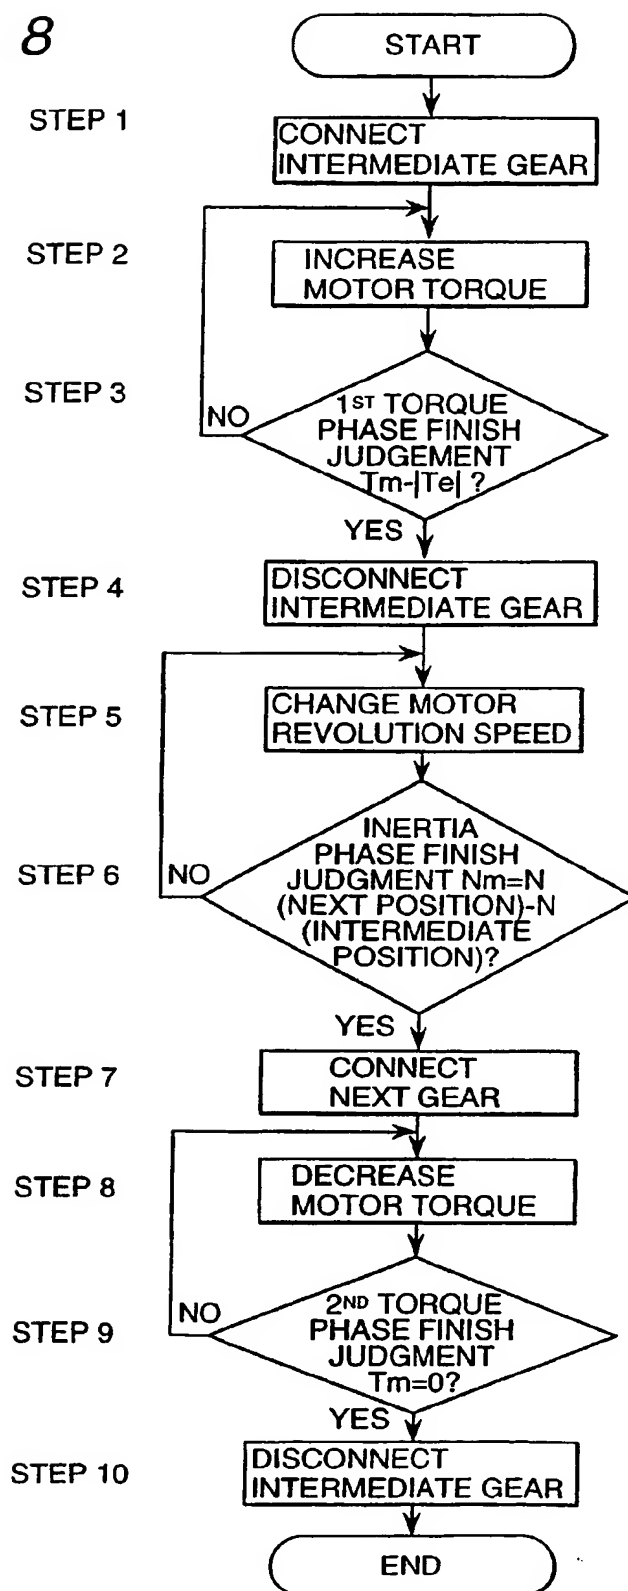 8
START
STEP 1
CONNECT
INTERMEDIATE GEAR
STEP 2
INCREASE
MOTOR TORQUE
STEP 3
NO
1ST TORQUE
PHASE FINISH
JUDGEMENT
Tm-|Te| ?
YES
STEP 4
DISCONNECT
INTERMEDIATE GEAR
STEP 5
CHANGE MOTOR
REVOLUTION SPEED
STEP 6
NO
INERTIA
PHASE FINISH
JUDGMENT Nm=N
(NEXT POSITION)-N
(INTERMEDIATE
POSITION)?
YES
STEP 7
CONNECT
NEXT GEAR
STEP 8
DECREASE
MOTOR TORQUE
STEP 9
NO
2ND TORQUE
PHASE FINISH
JUDGMENT
Tm=0?
YES
STEP 10
DISCONNECT
INTERMEDIATE GEAR
END